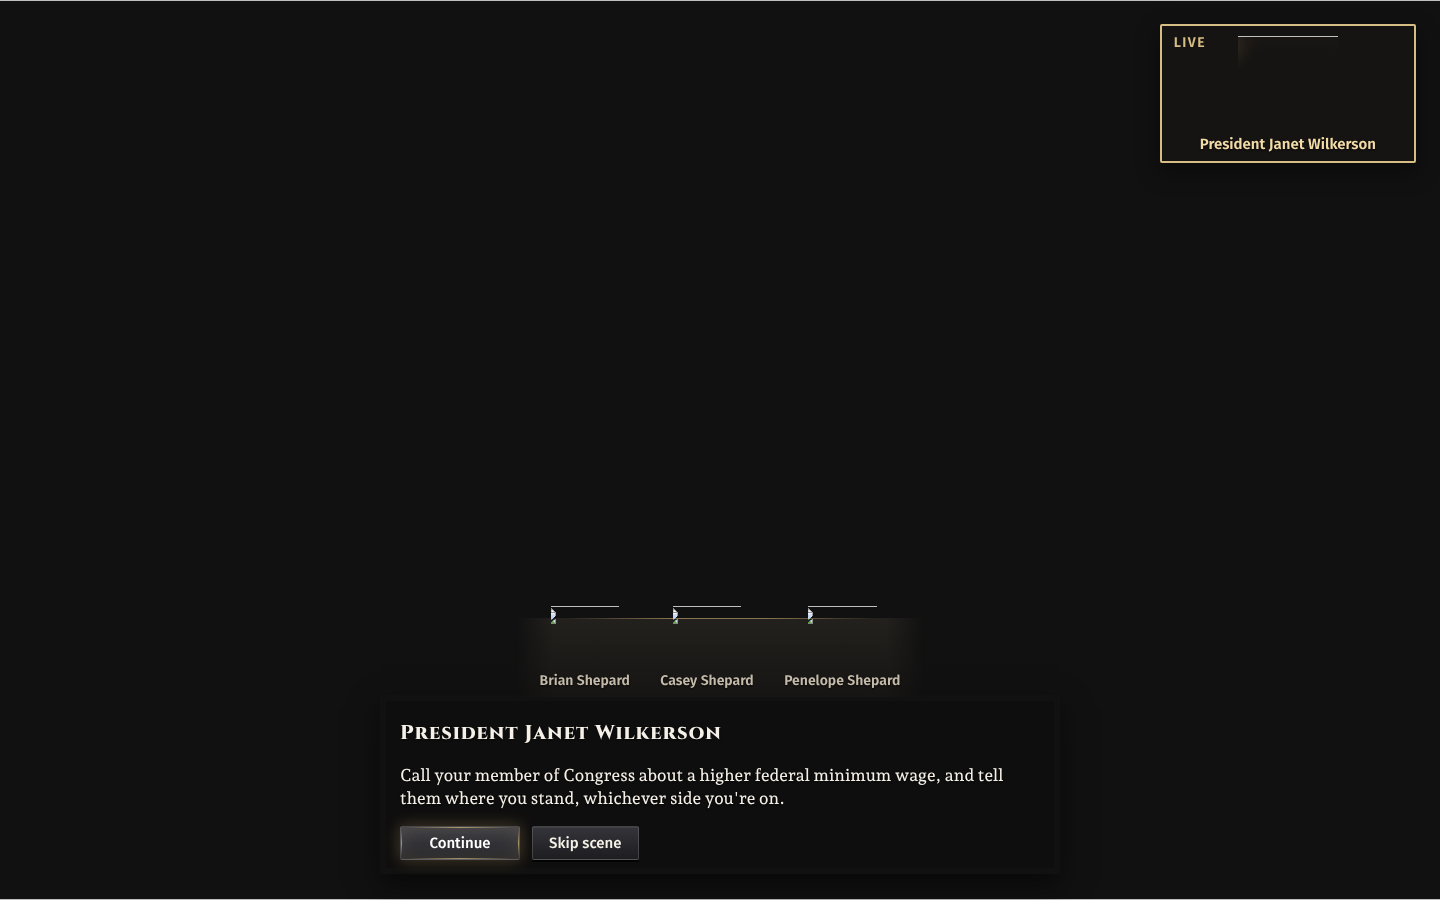 LIVE
President Janet Wilkerson
Brian Shepard
Casey Shepard
Penelope Shepard
President Janet Wilkerson
Call your member of Congress about a higher federal minimum wage, and tell
them where you stand, whichever side you're on.
Continue
Skip scene